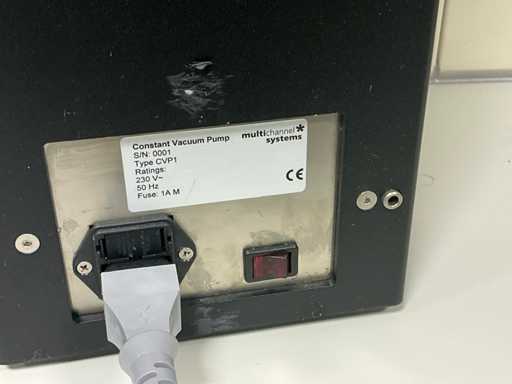 Constant Vacuum Pump
S/N: 0001
Type CVP1
Ratings:
230 V~
50 Hz
Fuse: 1A M
multichannel*
systems
CE